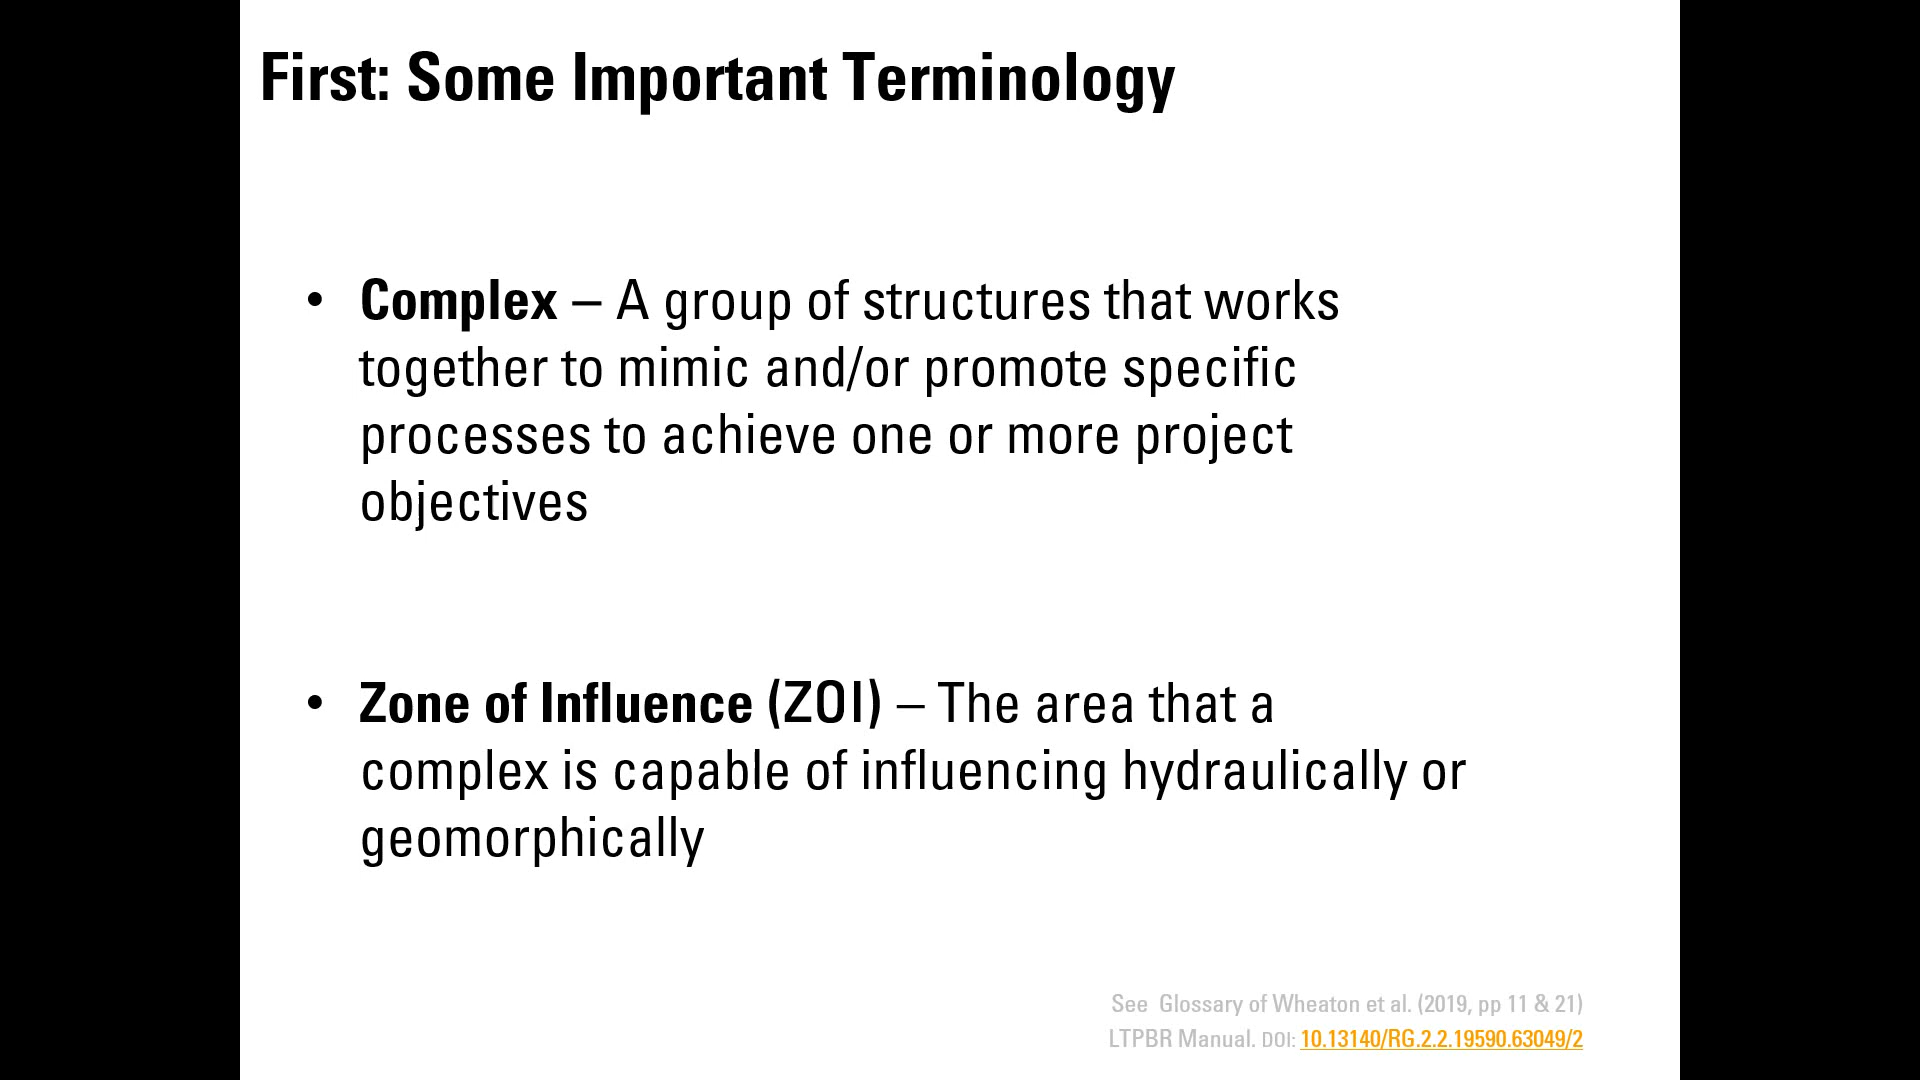 First: Some Important Terminology
• Complex – A group of structures that works
together to mimic and/or promote specific
processes to achieve one or more project
objectives
• Zone of Influence (ZOI) – The area that a
complex is capable of influencing hydraulically or
geomorphically
See Glossary of Wheaton et al. (2019, pp 11 & 21)
LTPBR Manual. DOI: 10.13140/RG.2.2.19590.63049/2